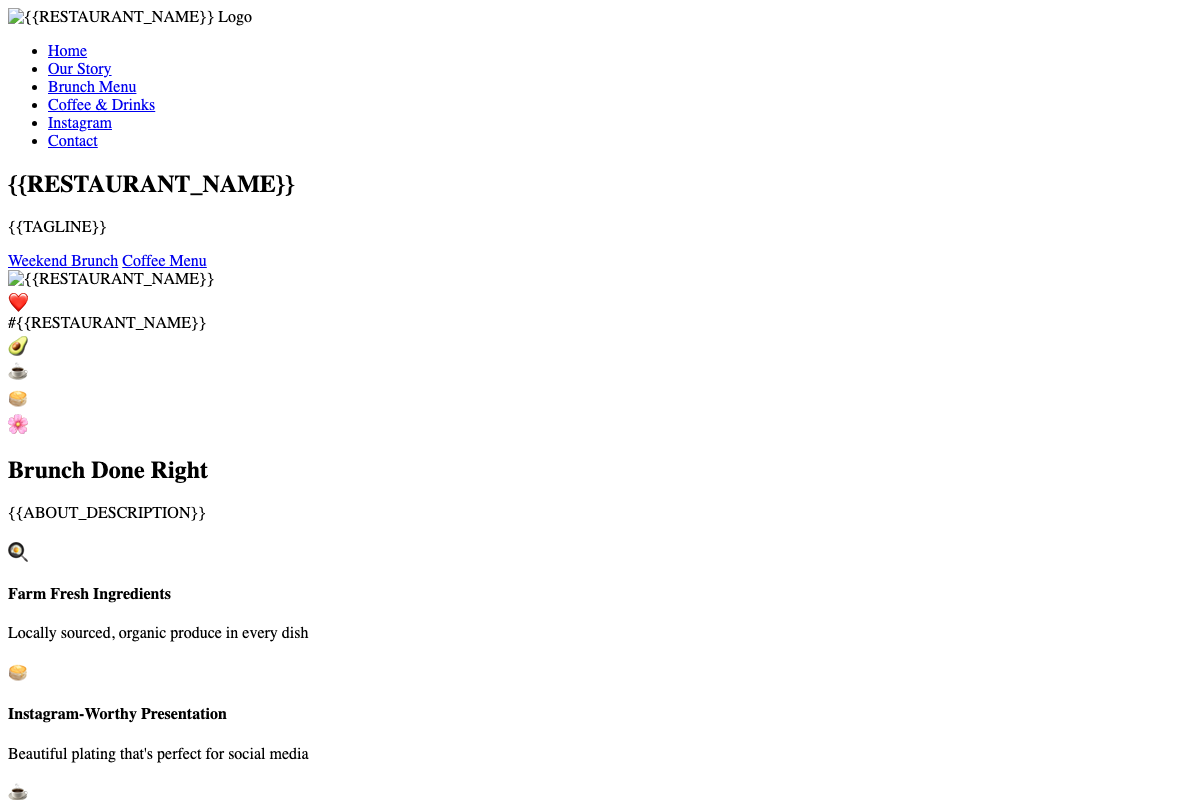 {{RESTAURANT_NAME}} Logo
Home
Our Story
Brunch Menu
Coffee & Drinks
Instagram
Contact
{{RESTAURANT_NAME}}
{{TAGLINE}}
Weekend Brunch Coffee Menu
{{RESTAURANT_NAME}}
#{{RESTAURANT_NAME}}
Brunch Done Right
{{ABOUT_DESCRIPTION}}
Farm Fresh Ingredients
Locally sourced, organic produce in every dish
Instagram-Worthy Presentation
Beautiful plating that's perfect for social media